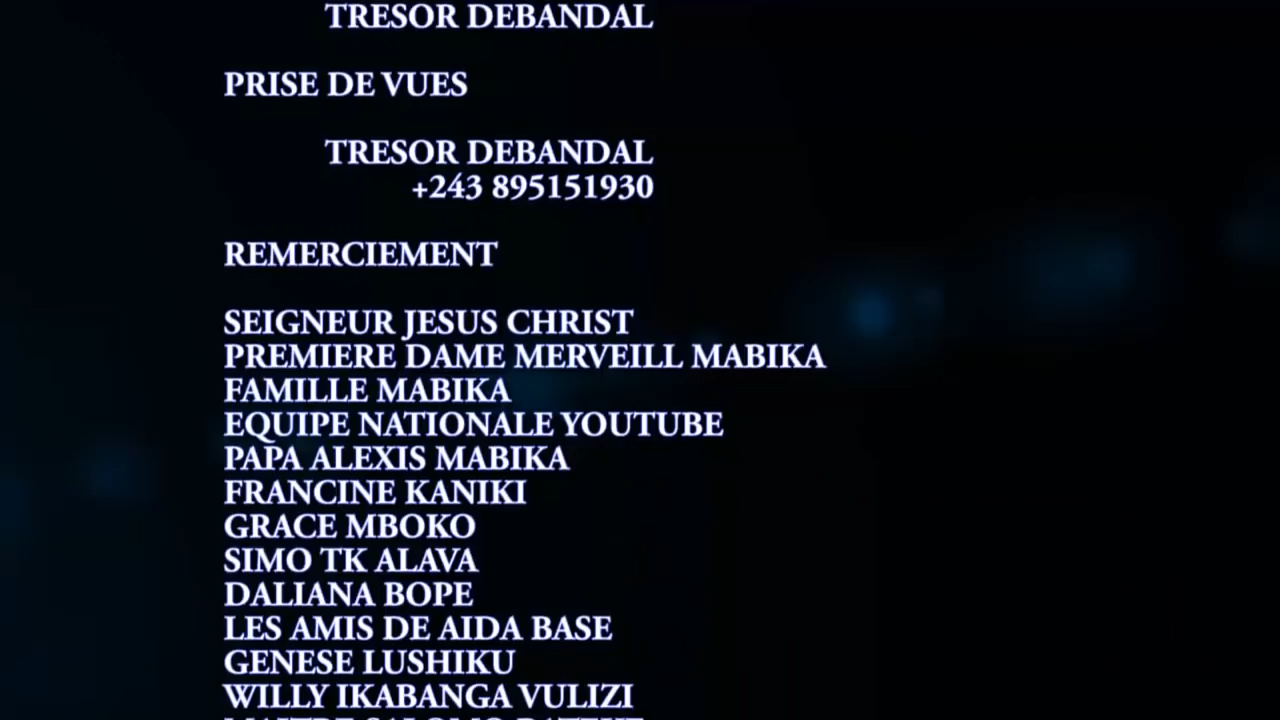 TRESOR DEBANDAL
PRISE DE VUES
TRESOR DEBANDAL
+243 895151930
REMERCIEMENT
SEIGNEUR JESUS CHRIST
PREMIERE DAME MERVEILL MABIKA
FAMILLE MABIKA
EQUIPE NATIONALE YOUTUBE
PAPA ALEXIS MABIKA
FRANCINE KANIKI
GRACE MBOKO
SIMO TK ALAVA
DALIANA BOPE
LES AMIS DE AIDA BASE
GENESE LUSHIKU
WILLY IKABANGA VULIZI